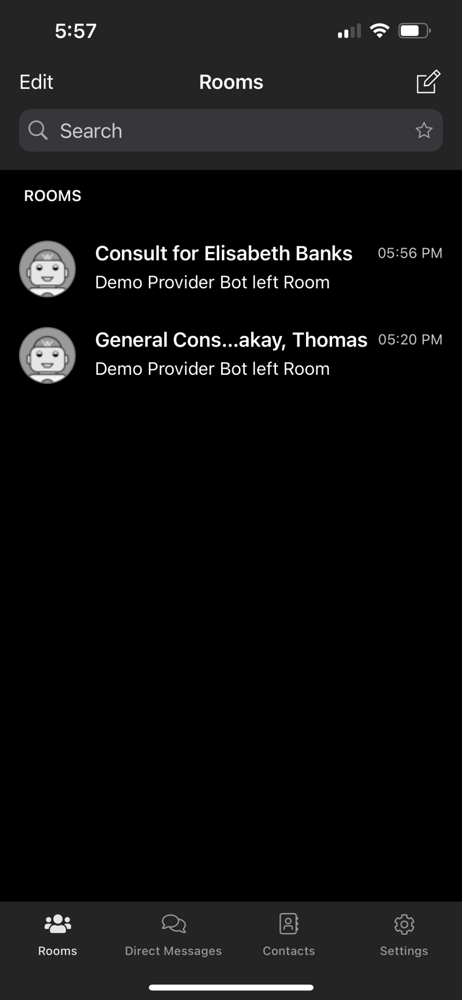 5:57
Edit
Rooms
Search
ROOMS
Consult for Elisabeth Banks
05:56 PM
Demo Provider Bot left Room
General Cons...akay, Thomas
05:20 PM
Demo Provider Bot left Room
Rooms
Direct Messages
Contacts
Settings